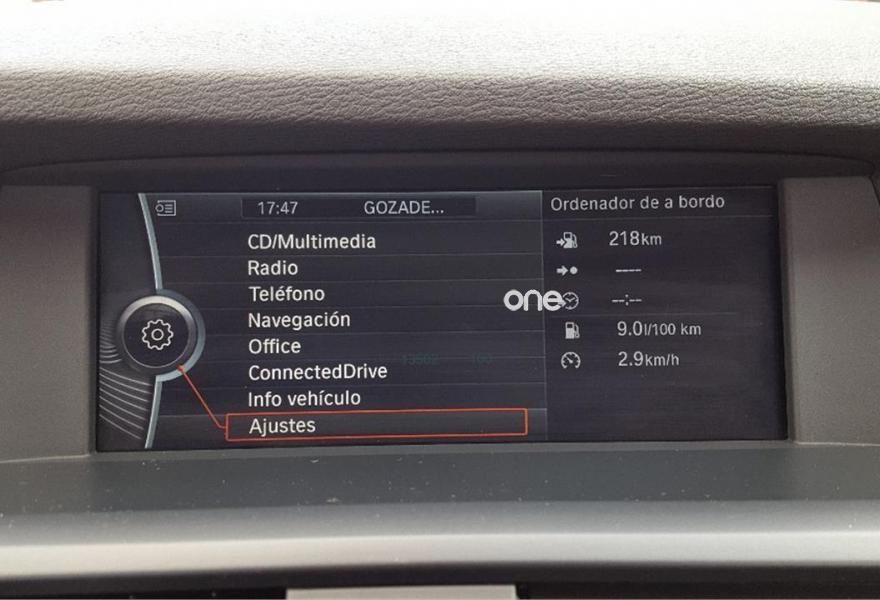 17:47 GOZADE...
CD/Multimedia
Radio
Teléfono
Navegación
Office
ConnectedDrive
Info vehículo
Ajustes
Ordenador de a bordo
218km
----
--:--
9.0l/100 km
2.9km/h
one